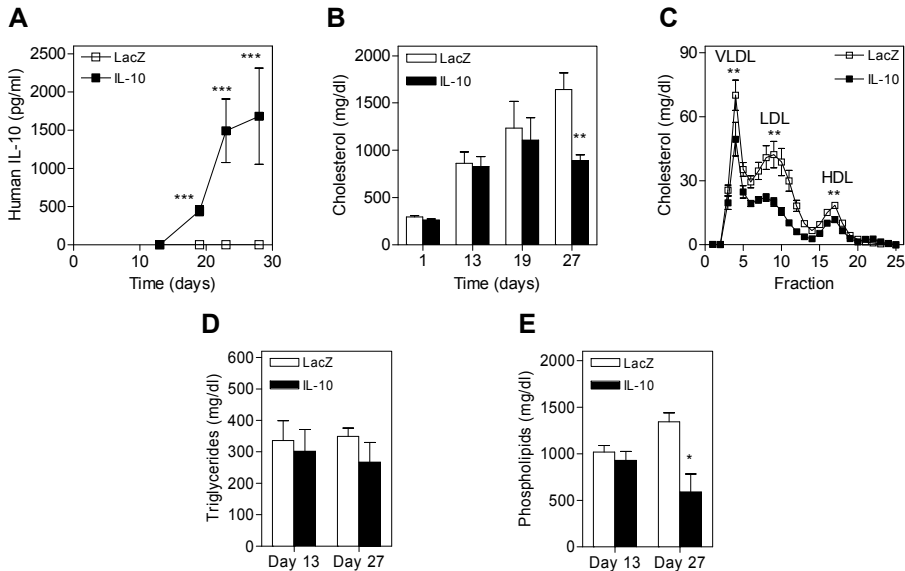 A
Human IL-10 (pg/ml)
2500
2000
1500
1000
500
0
LacZ
IL-10
***
***
***
0
10
20
30
Time (days)
B
Cholesterol (mg/dl)
2000
1500
1000
500
0
LacZ
IL-10
**
1
13
19
27
Time (days)
C
Cholesterol (mg/dl)
90
60
30
0
VLDL
**
LDL
**
HDL
**
LacZ
IL-10
0
5
10
15
20
25
Fraction
D
Triglycerides (mg/dl)
600
500
400
300
200
100
0
LacZ
IL-10
Day 13
Day 27
E
Phospholipids (mg/dl)
2000
1500
1000
500
0
LacZ
IL-10
*
Day 13
Day 27